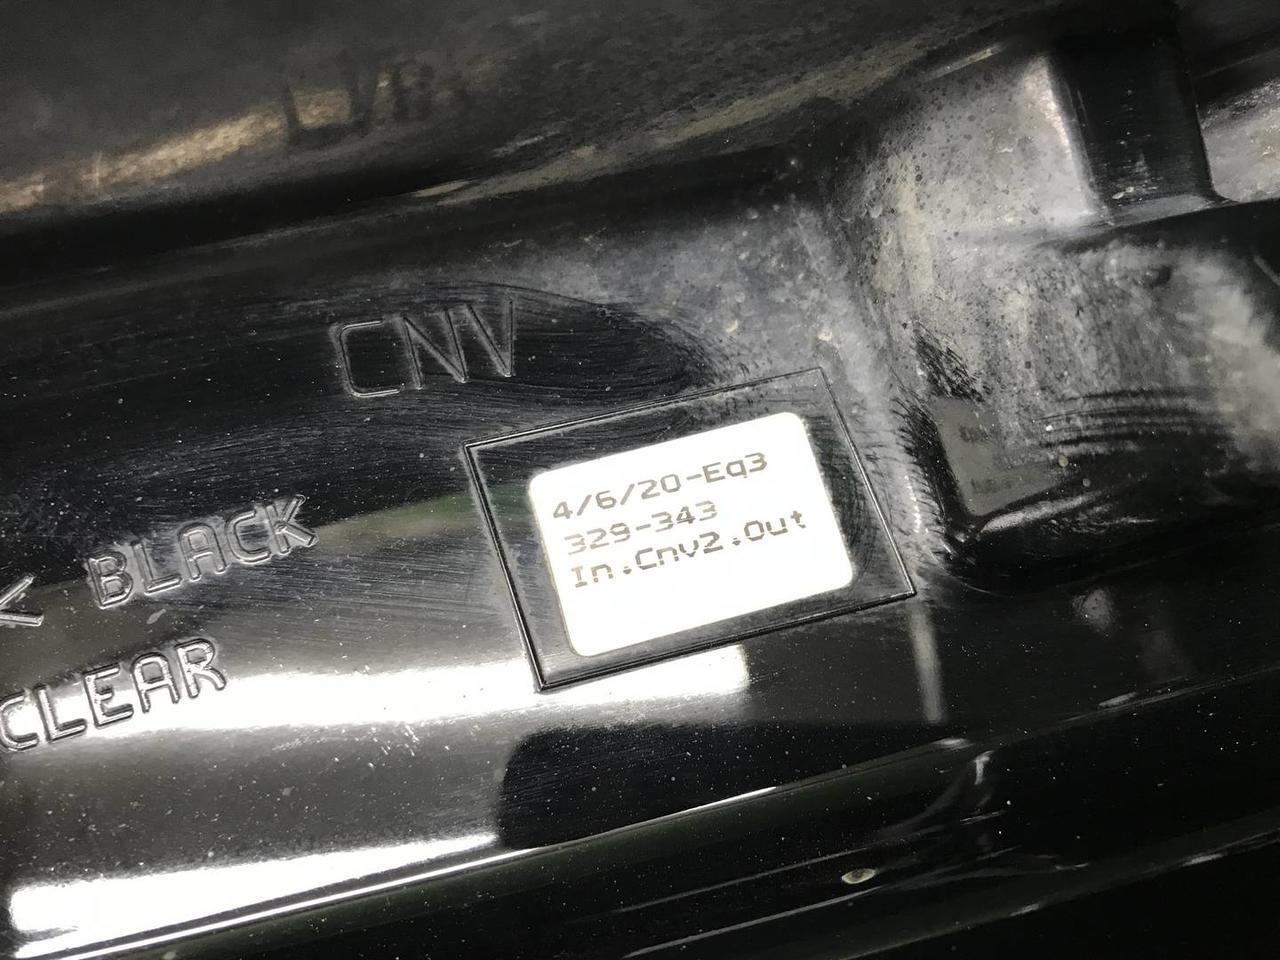 CNV
4/6/20-Eq3
329-343
In.Cnv2.Out
BLACK
CLEAR